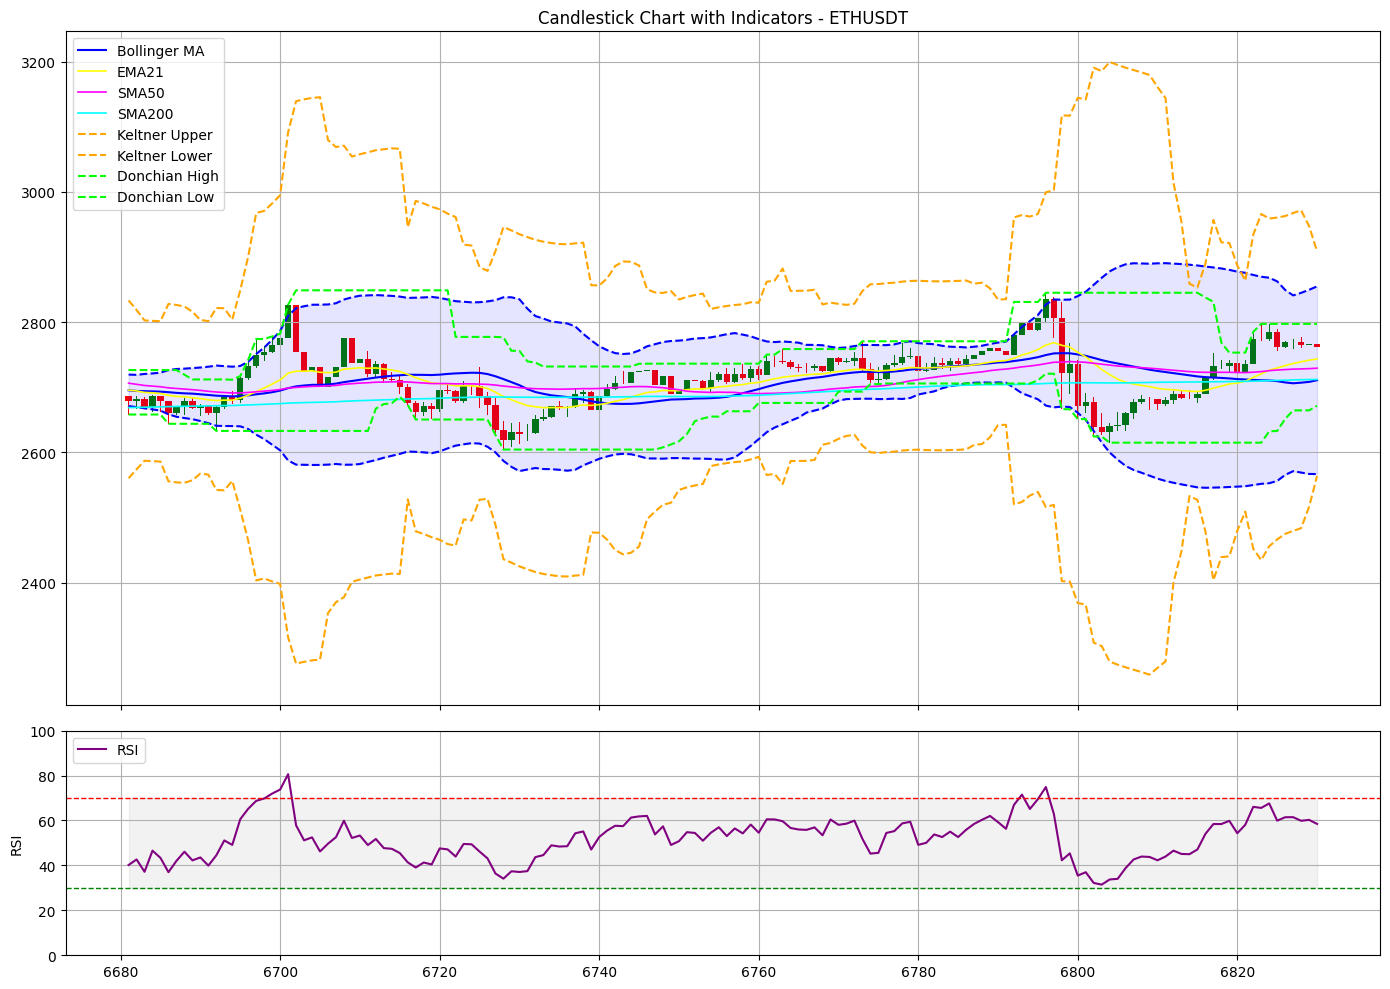 Candlestick Chart with Indicators - ETHUSDT
Bollinger MA
EMA21
SMA50
SMA200
Keltner Upper
Keltner Lower
Donchian High
Donchian Low
3200
3000
2800
2600
2400
RSI
100
80
60
40
20
0
RSI
6680
6700
6720
6740
6760
6780
6800
6820